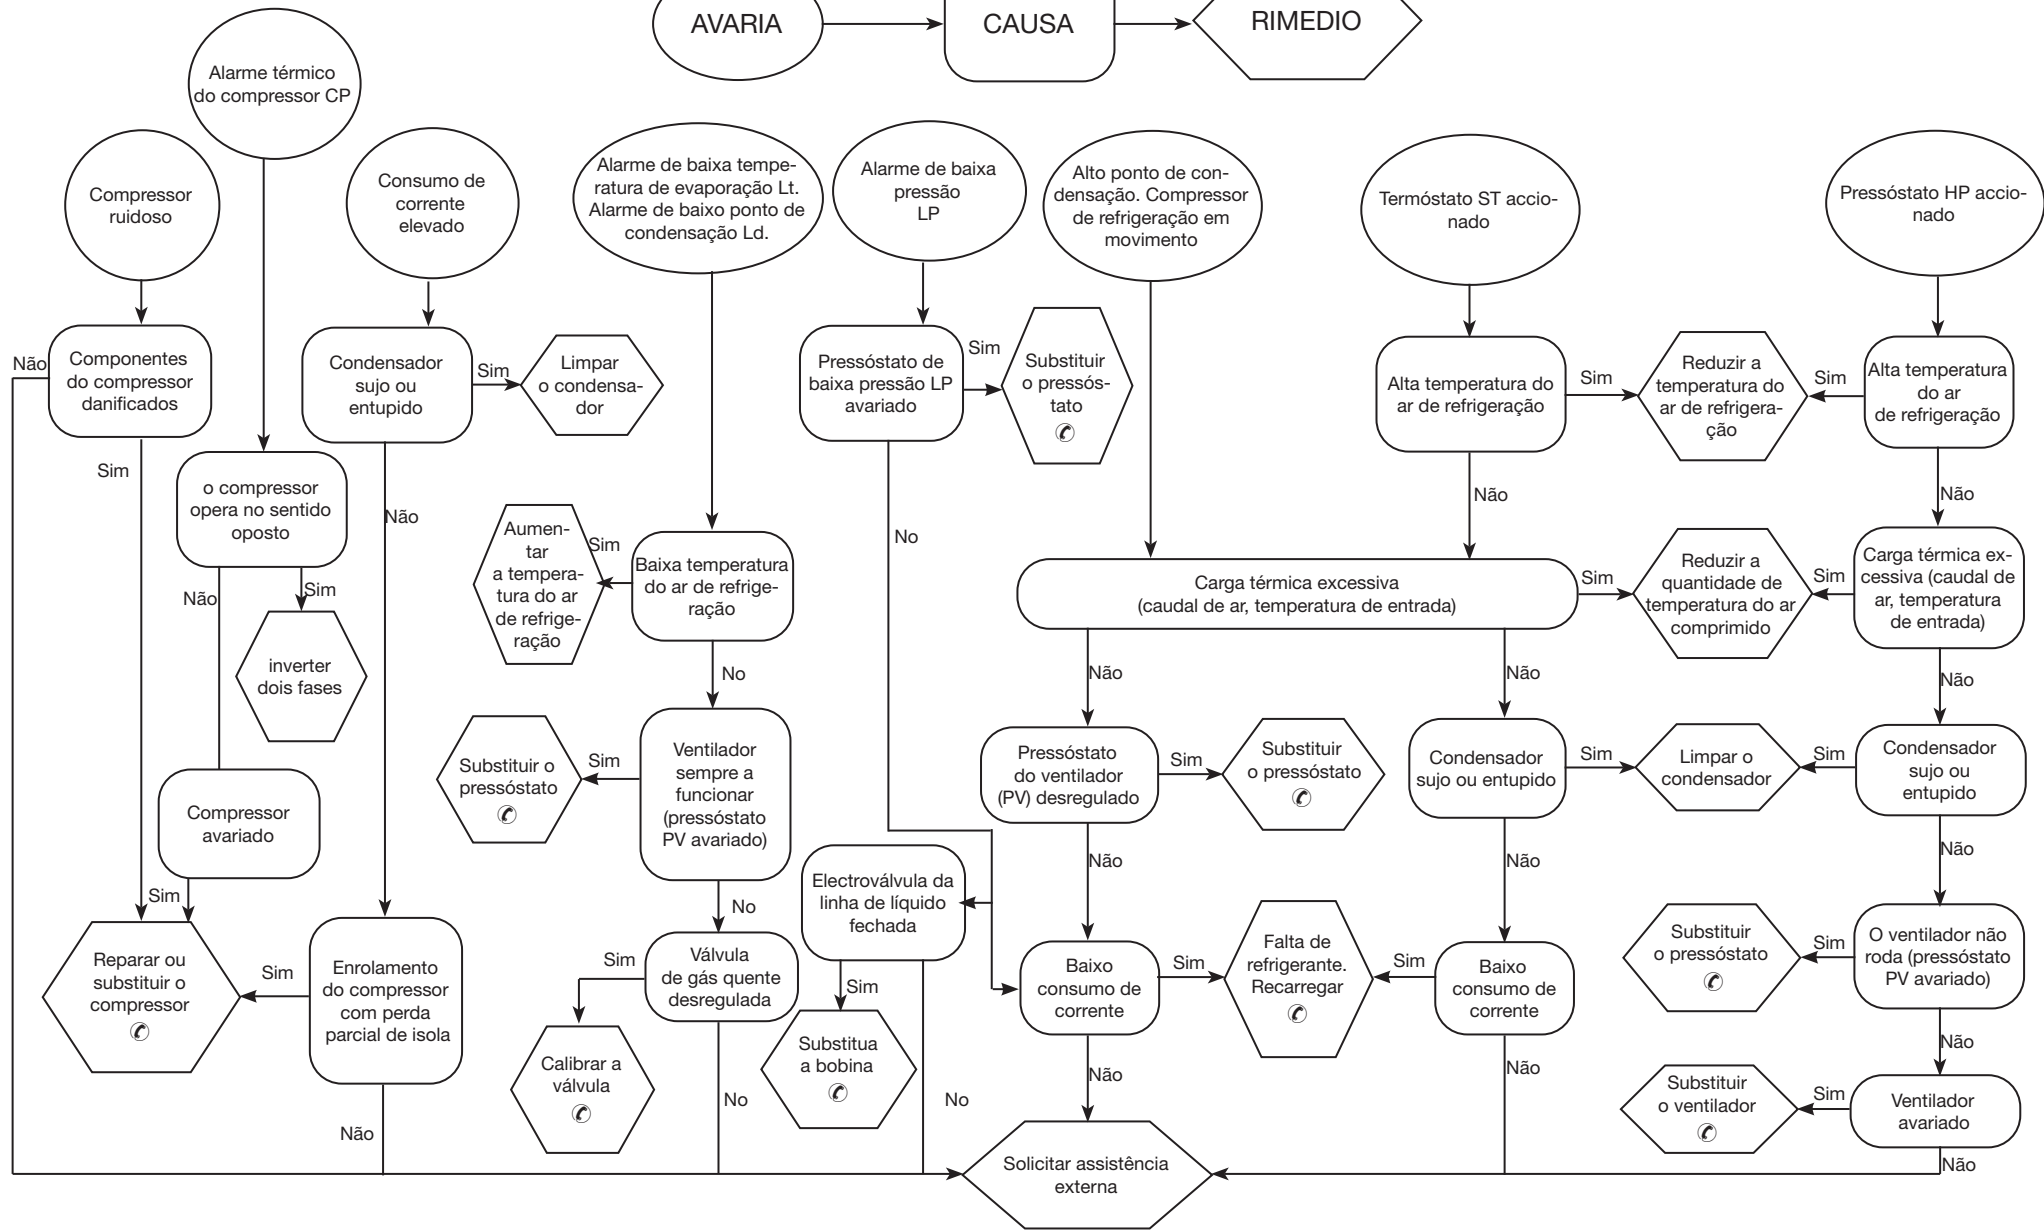 AVARIA
CAUSA
RIMEDIO
Alarme térmico
do compressor CP
Compressor
ruidoso
Consumo de
corrente
elevado
Alarme de baixa tempe-
ratura de evaporação Lt.
Alarme de baixo ponto de
condensação Ld.
Alarme de baixa
pressão
LP
Alto ponto de con-
densação. Compressor
de refrigeração em
movimento
Termóstato ST accio-
nado
Pressóstato HP accio-
nado
Não
Componentes
do compressor
danificados
Sim
Condensador
sujo ou
entupido
Sim
Limpar
o condensa-
dor
Pressóstato de
baixa pressão LP
avariado
Sim
Substituir
o pressós-
tato
✆
Alta temperatura do
ar de refrigeração
Sim
Reduzir a
temperatura do
ar de refrigera-
ção
Sim
Alta temperatura
do ar
de refrigeração
o compressor
opera no sentido
oposto
Não
Não
Sim
inverter
dois fases
Aumen-
tar
a tempera-
tura do ar
de refrige-
ração
Sim
Baixa temperatura
do ar de refrige-
ração
No
No
Não
Não
Carga térmica excessiva
(caudal de ar, temperatura de entrada)
Sim
Reduzir a
quantidade de
temperatura do ar
comprimido
Sim
Carga térmica ex-
cessiva (caudal de
ar, temperatura
de entrada)
Não
Não
Não
Substituir o
pressóstato
✆
Sim
Ventilador
sempre a
funcionar
(pressóstato
PV avariado)
Pressóstato
do ventilador
(PV) desregulado
Sim
Substituir
o pressóstato
✆
Condensador
sujo ou entupido
Sim
Limpar o
condensador
Sim
Condensador
sujo ou
entupido
Compressor
avariado
Sim
No
Electroválvula da
linha de líquido
fechada
Não
Não
Não
Reparar ou
substituir o
compressor
✆
Sim
Enrolamento
do compressor
com perda
parcial de isola
Sim
Válvula
de gás quente
desregulada
Sim
Baixo
consumo de
corrente
Sim
Falta de
refrigerante.
Recarregar
✆
Sim
Baixo
consumo de
corrente
Substituir
o pressóstato
✆
Sim
O ventilador não
roda (pressóstato
PV avariado)
Calibrar a
válvula
✆
Substitua
a bobina
✆
Não
No
No
Não
Não
Não
Substituir
o ventilador
✆
Sim
Ventilador
avariado
Não
Solicitar assistência
externa